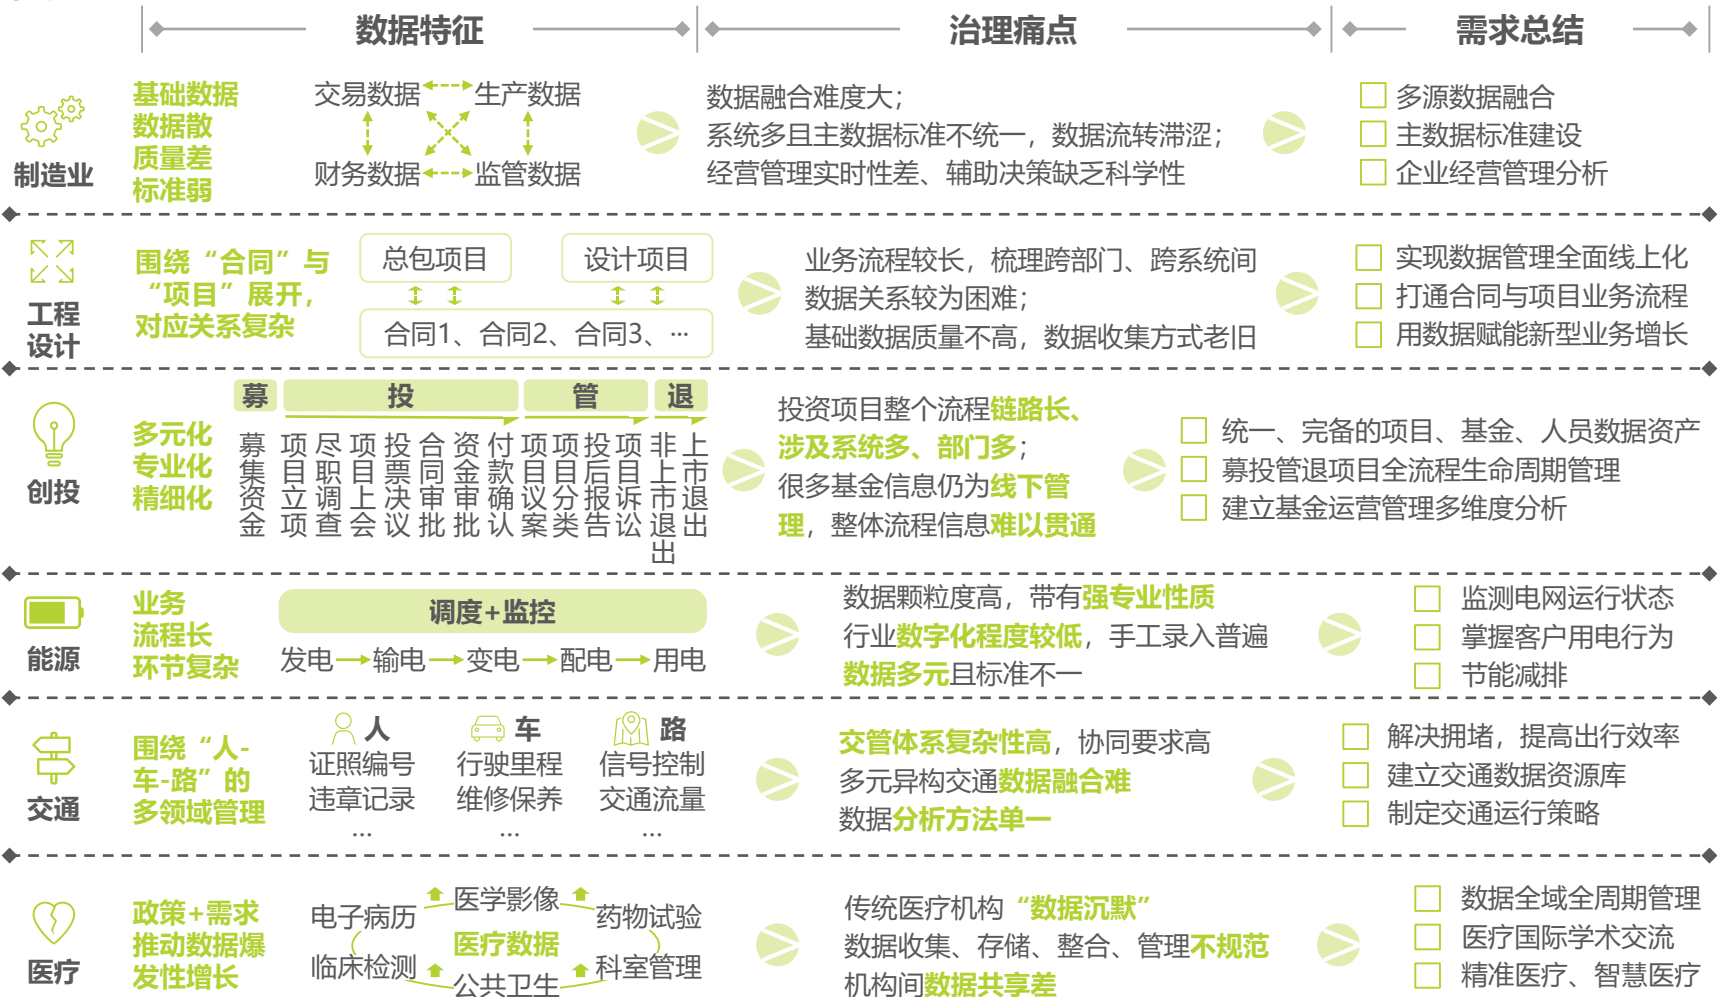 数据特征
治理痛点
需求总结
制造业
基础数据
数据散
质量差
标准弱
交易数据
生产数据
财务数据
监管数据
数据融合难度大;
系统多且主数据标准不统一，数据流转滞涩;
经营管理实时性差、辅助决策缺乏科学性
多源数据融合
主数据标准建设
企业经营管理分析
工程
设计
围绕“合同”与
“项目”展开，
对应关系复杂
总包项目
设计项目
合同1、合同2、合同3、…
业务流程较长，梳理跨部门、跨系统间
数据关系较为困难;
基础数据质量不高，数据收集方式老旧
实现数据管理全面线上化
打通合同与项目业务流程
用数据赋能新型业务增长
创投
多元化
专业化
精细化
募
投
管
退
募集资金
项目立项
尽职调查
项目上会
投票决议
合同审批
资金审批
付款确认
项目议案
项目分类
投后报告
项目诉讼
非上市退出
上市退出
投资项目整个流程链路长、
涉及系统多、部门多;
很多基金信息仍为线下管
理，整体流程信息难以贯通
统一、完备的项目、基金、人员数据资产
募投管退项目全流程生命周期管理
建立基金运营管理多维度分析
能源
业务
流程长
环节复杂
调度+监控
发电
输电
变电
配电
用电
数据颗粒度高，带有强专业性质
行业数字化程度较低，手工录入普遍
数据多元且标准不一
监测电网运行状态
掌握客户用电行为
节能减排
交通
围绕“人-
车-路”的
多领域管理
人
证照编号
违章记录
…
车
行驶里程
维修保养
…
路
信号控制
交通流量
…
交管体系复杂性高，协同要求高
多元异构交通数据融合难
数据分析方法单一
解决拥堵，提高出行效率
建立交通数据资源库
制定交通运行策略
医疗
政策+需求
推动数据爆
发性增长
电子病历
医学影像
药物试验
医疗数据
临床检测
公共卫生
科室管理
传统医疗机构“数据沉默”
数据收集、存储、整合、管理不规范
机构间数据共享差
数据全域全周期管理
医疗国际学术交流
精准医疗、智慧医疗